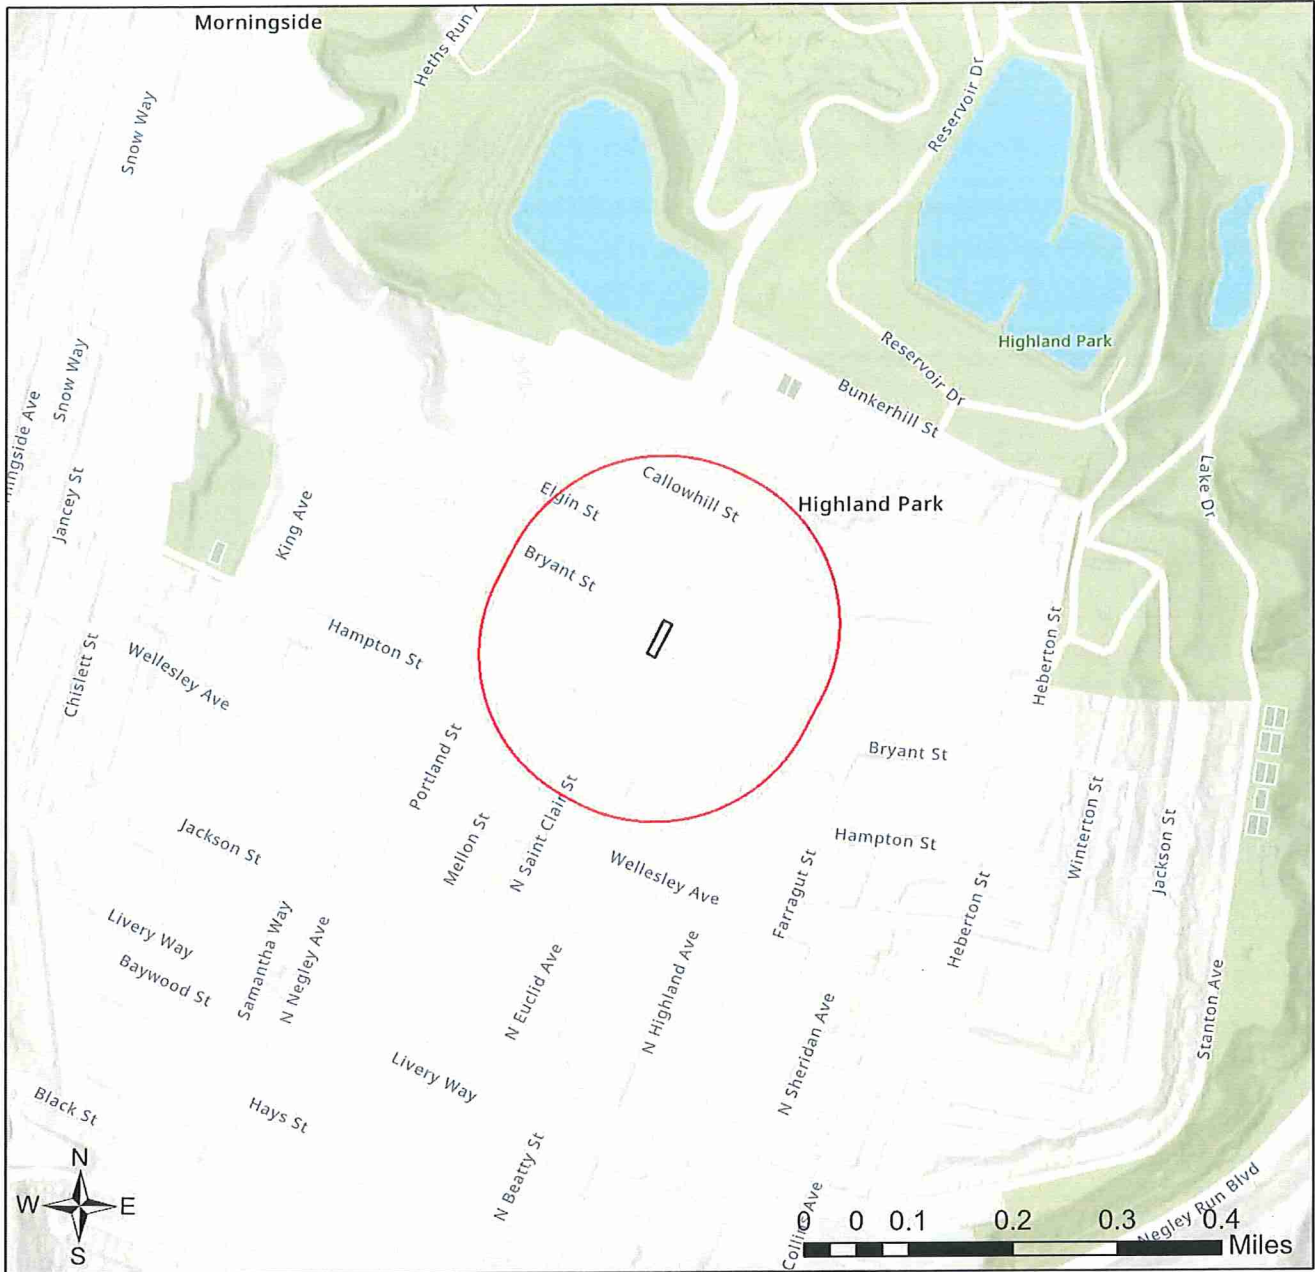 Morningside
Heths Run
Snow Way
Reservoir Dr
Highland Park
Reservoir Dr
Bunkerhill St
Snow Way
Jancey St
King Ave
Elgin St
Callowhill St
Highland Park
Lake Dr
Bryant St
Hampton St
Chislett St
Wellesley Ave
Heberton St
Portland St
Bryant St
Jackson St
Mellon St
N Saint Clair St
Wellesley Ave
Hampton St
Farragut St
Winterton St
Jackson St
Heberton St
Livery Way
Baywood St
Samantha Way
N Negley Ave
N Euclid Ave
N Highland Ave
N Sheridan Ave
Stanton Ave
Livery Way
Black St
Hays St
N Beatty St
Collins Ave
Negley Run Blvd
N
W E
S
0 0.1 0.2 0.3 0.4
Miles